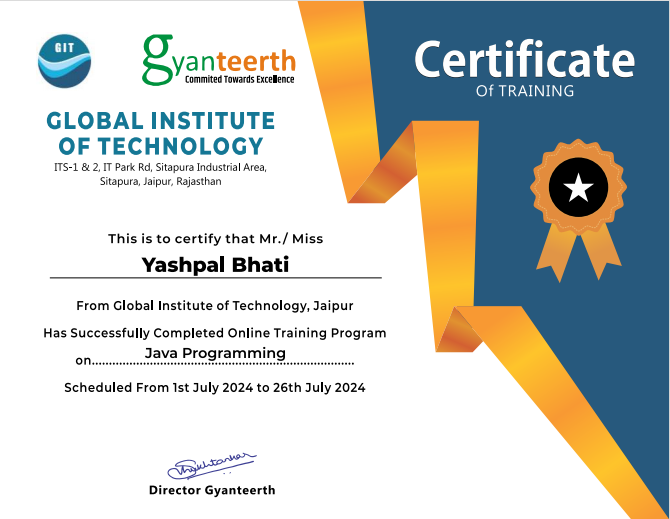 GIT
gyanteerth
Commited Towards Excellence
Certificate
OF TRAINING
GLOBAL INSTITUTE
OF TECHNOLOGY
ITS-1 & 2, IT Park Rd, Sitapura Industrial Area,
Sitapura, Jaipur, Rajasthan
This is to certify that Mr./ Miss
Yashpal Bhati
From Global Institute of Technology, Jaipur
Has Successfully Completed Online Training Program
on Java Programming
Scheduled From 1st July 2024 to 26th July 2024
Director Gyanteerth